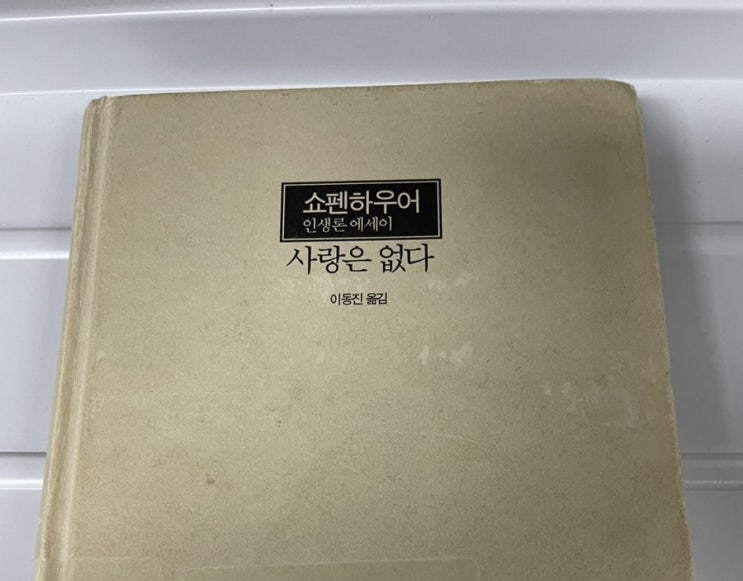 쇼펜하우어
인생론 에세이
사랑은 없다
이동진 옮김